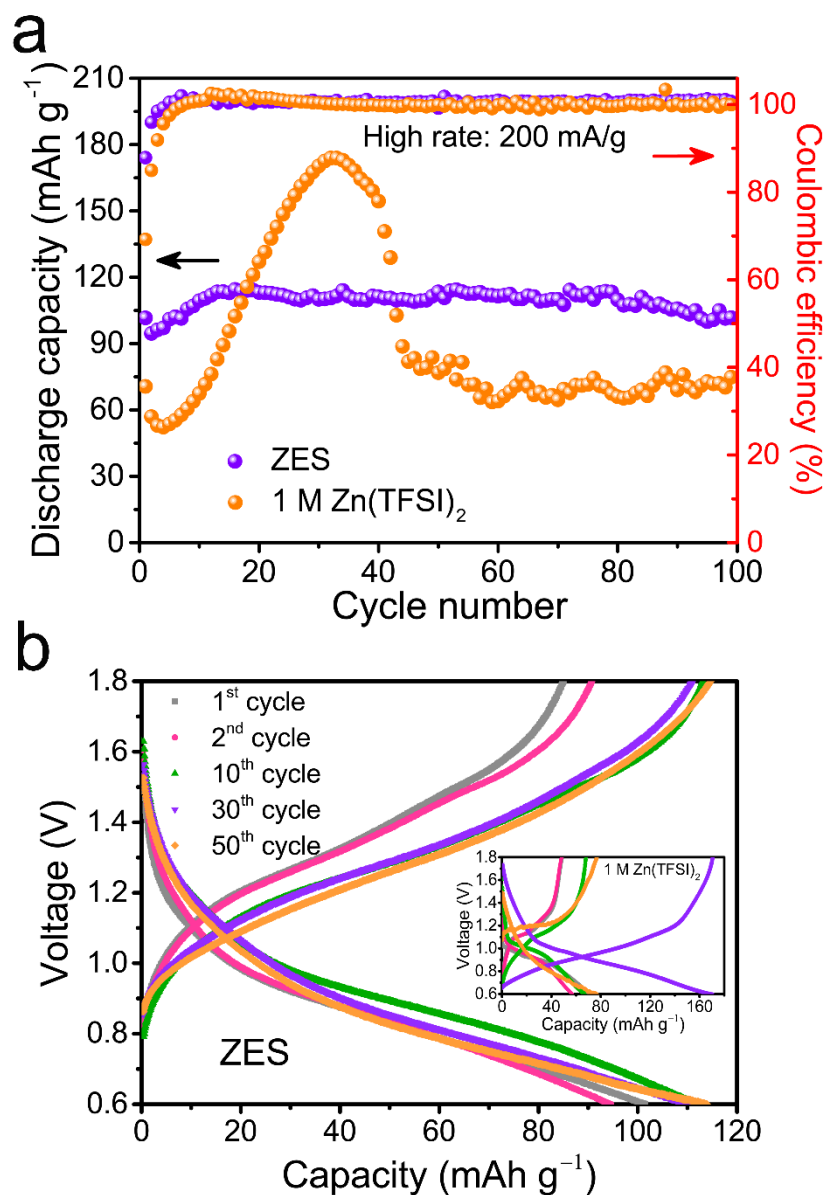 a
Discharge capacity (mAh g⁻¹)
210
180
150
120
90
60
30
0
High rate: 200 mA/g
ZES
1 M Zn(TFSI)₂
0 20 40 60 80 100
Cycle number
100
80
60
40
20
0
Coulombic efficiency (%)
b
Voltage (V)
1.8
1.6
1.4
1.2
1.0
0.8
0.6
1ˢᵗ cycle
2ⁿᵈ cycle
10ᵗʰ cycle
30ᵗʰ cycle
50ᵗʰ cycle
ZES
Voltage (V)
1.8
1.6
1.4
1.2
1.0
0.8
0.6
1 M Zn(TFSI)₂
0 40 80 120 160
Capacity (mAh g⁻¹)
0 20 40 60 80 100 120
Capacity (mAh g⁻¹)